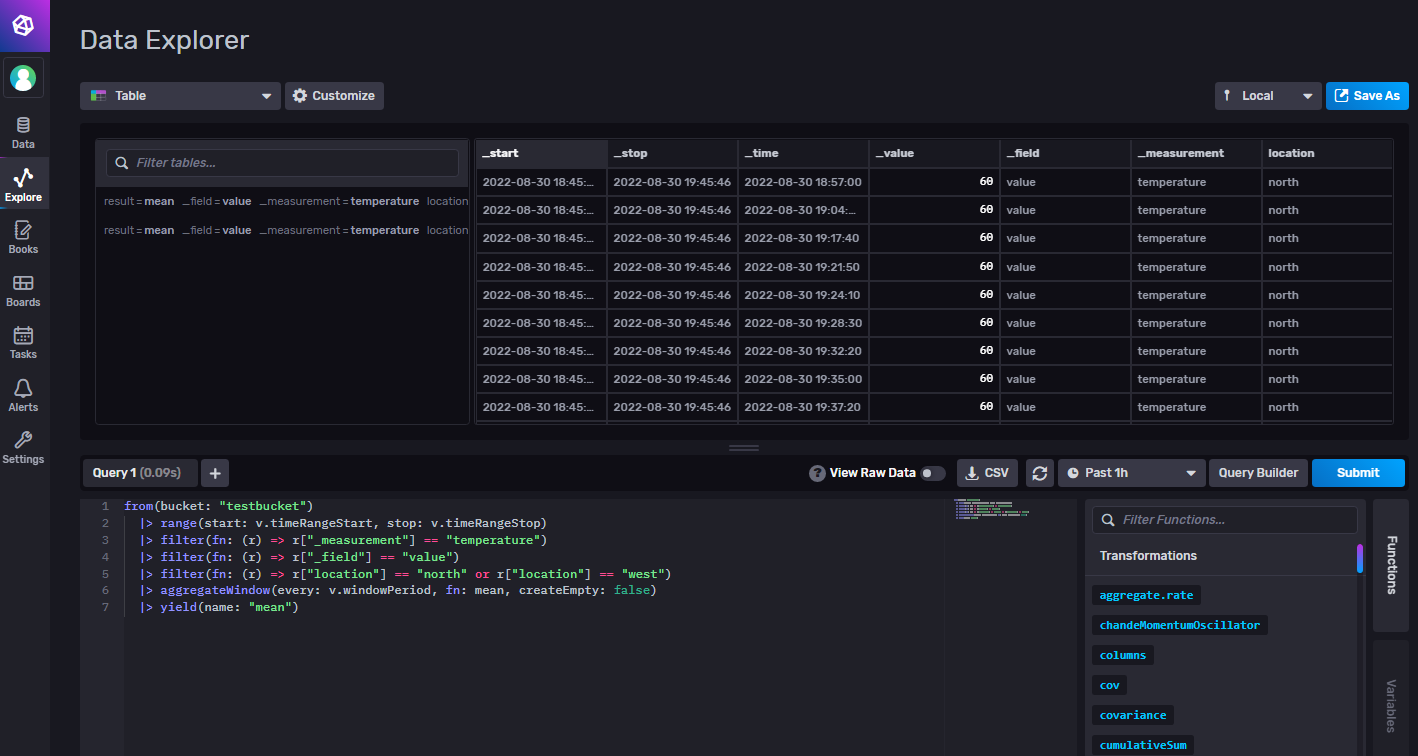 Data Explorer
Table
Customize
Local
Save As
Data
Explore
Books
Boards
Tasks
Alerts
Settings
Filter tables...
result = mean _field = value _measurement = temperature location
result = mean _field = value _measurement = temperature location
_start _stop _time _value _field _measurement location
2022-08-30 18:45:... 2022-08-30 19:45:46 2022-08-30 18:57:00 60 value temperature north
2022-08-30 18:45:... 2022-08-30 19:45:46 2022-08-30 19:04:... 60 value temperature north
2022-08-30 18:45:... 2022-08-30 19:45:46 2022-08-30 19:17:40 60 value temperature north
2022-08-30 18:45:... 2022-08-30 19:45:46 2022-08-30 19:21:50 60 value temperature north
2022-08-30 18:45:... 2022-08-30 19:45:46 2022-08-30 19:24:10 60 value temperature north
2022-08-30 18:45:... 2022-08-30 19:45:46 2022-08-30 19:28:30 60 value temperature north
2022-08-30 18:45:... 2022-08-30 19:45:46 2022-08-30 19:32:20 60 value temperature north
2022-08-30 18:45:... 2022-08-30 19:45:46 2022-08-30 19:35:00 60 value temperature north
2022-08-30 18:45:... 2022-08-30 19:45:46 2022-08-30 19:37:20 60 value temperature north
Query 1 (0.09s)
+
? View Raw Data
CSV
Past 1h
Query Builder
Submit
1 from(bucket: "testbucket")
2 |> range(start: v.timeRangeStart, stop: v.timeRangeStop)
3 |> filter(fn: (r) => r["_measurement"] == "temperature")
4 |> filter(fn: (r) => r["_field"] == "value")
5 |> filter(fn: (r) => r["location"] == "north" or r["location"] == "west")
6 |> aggregateWindow(every: v.windowPeriod, fn: mean, createEmpty: false)
7 |> yield(name: "mean")
Filter Functions...
Transformations
aggregate.rate
chandeMomentumOscillator
columns
cov
covariance
cumulativeSum
Functions
Variables